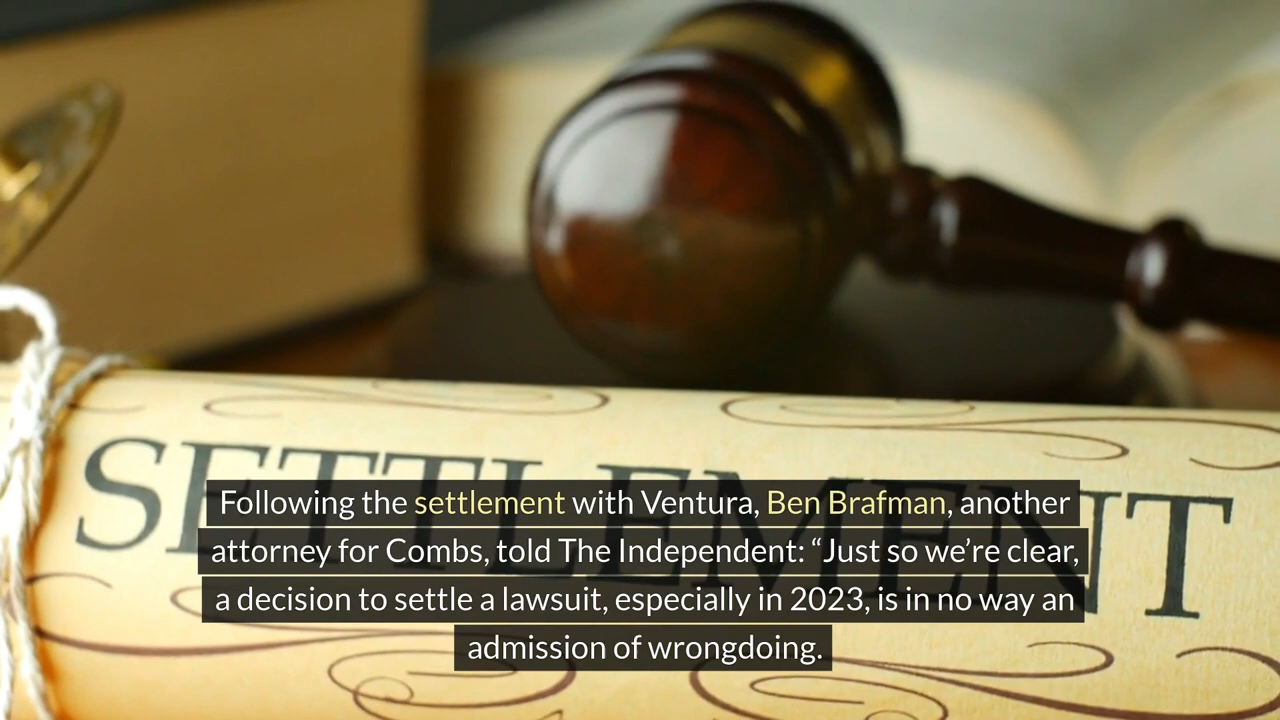 SETTLEMENT
Following the settlement with Ventura, Ben Brafman, another
attorney for Combs, told The Independent: “Just so we’re clear,
a decision to settle a lawsuit, especially in 2023, is in no way an
admission of wrongdoing.